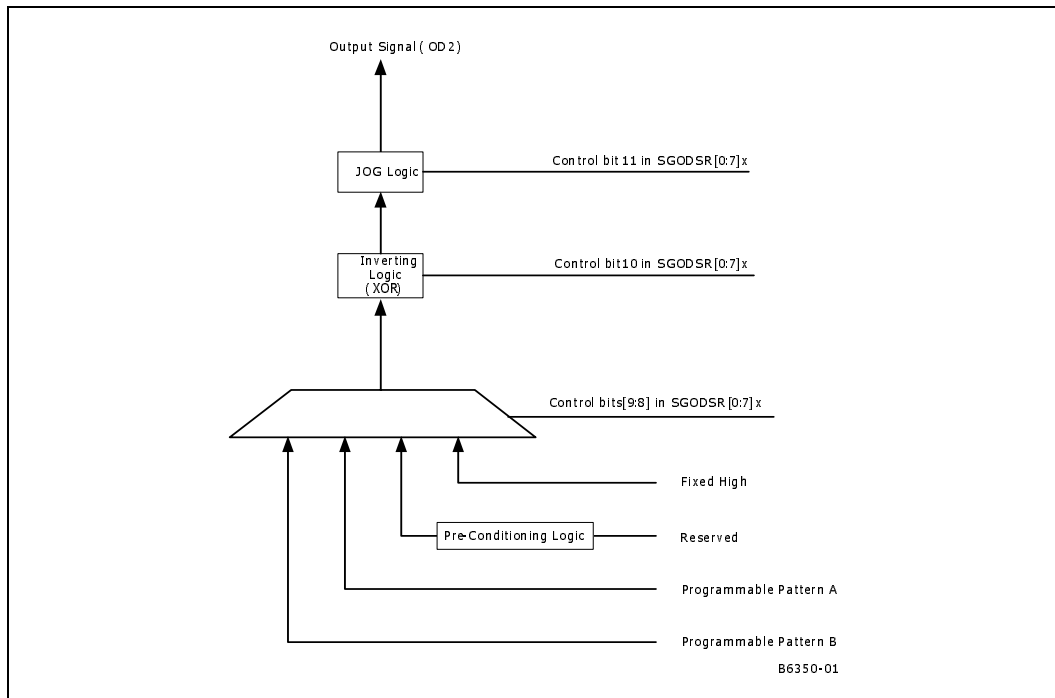 Output Signal ( OD2 )
JOG Logic
Control bit 11 in SGODSR[0:7]x
Inverting
Logic
( XOR)
Control bit10 in SGODSR[0:7]x
Control bits[9:8] in SGODSR[0:7]x
Fixed High
Pre-Conditioning Logic
Reserved
Programmable Pattern A
Programmable Pattern B
B6350-01